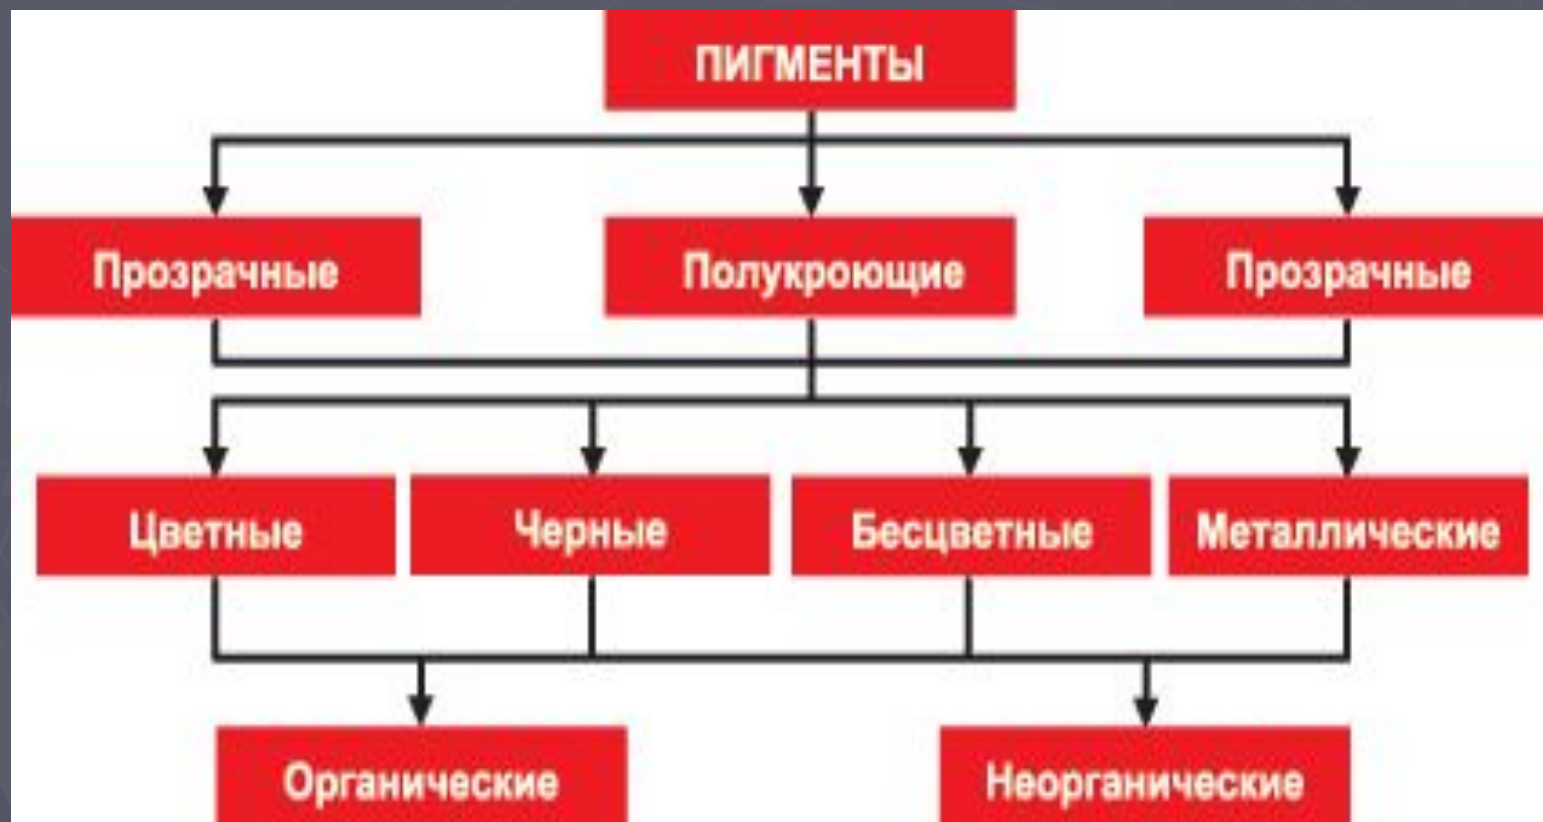 ПИГМЕНТЫ
Прозрачные
Полукроющие
Прозрачные
Цветные
Черные
Бесцветные
Металлические
Органические
Неорганические